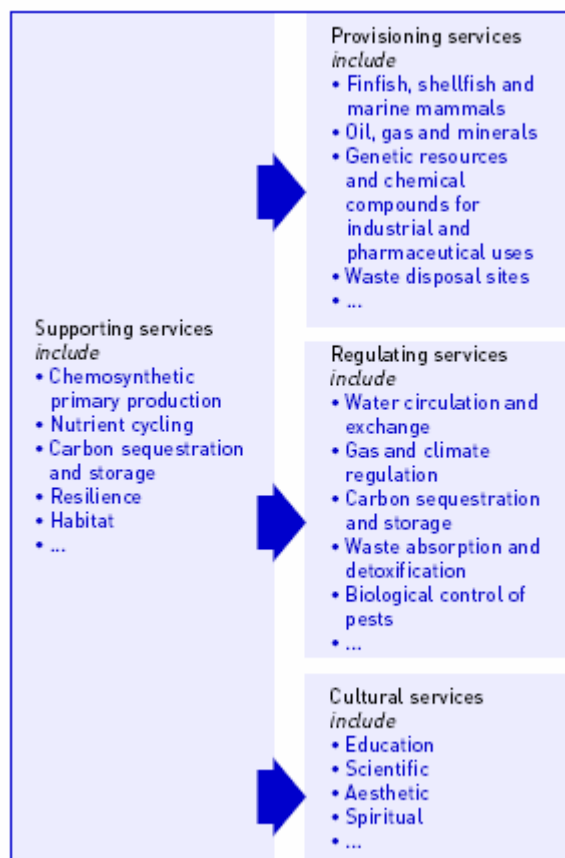 Supporting services
include
• Chemosynthetic
primary production
• Nutrient cycling
• Carbon sequestration
and storage
• Resilience
• Habitat
• ...
Provisioning services
include
• Finfish, shellfish and
marine mammals
• Oil, gas and minerals
• Genetic resources
and chemical
compounds for
industrial and
pharmaceutical uses
• Waste disposal sites
• ...
Regulating services
include
• Water circulation and
exchange
• Gas and climate
regulation
• Carbon sequestration
and storage
• Waste absorption and
detoxification
• Biological control of
pests
• ...
Cultural services
include
• Education
• Scientific
• Aesthetic
• Spiritual
• ...